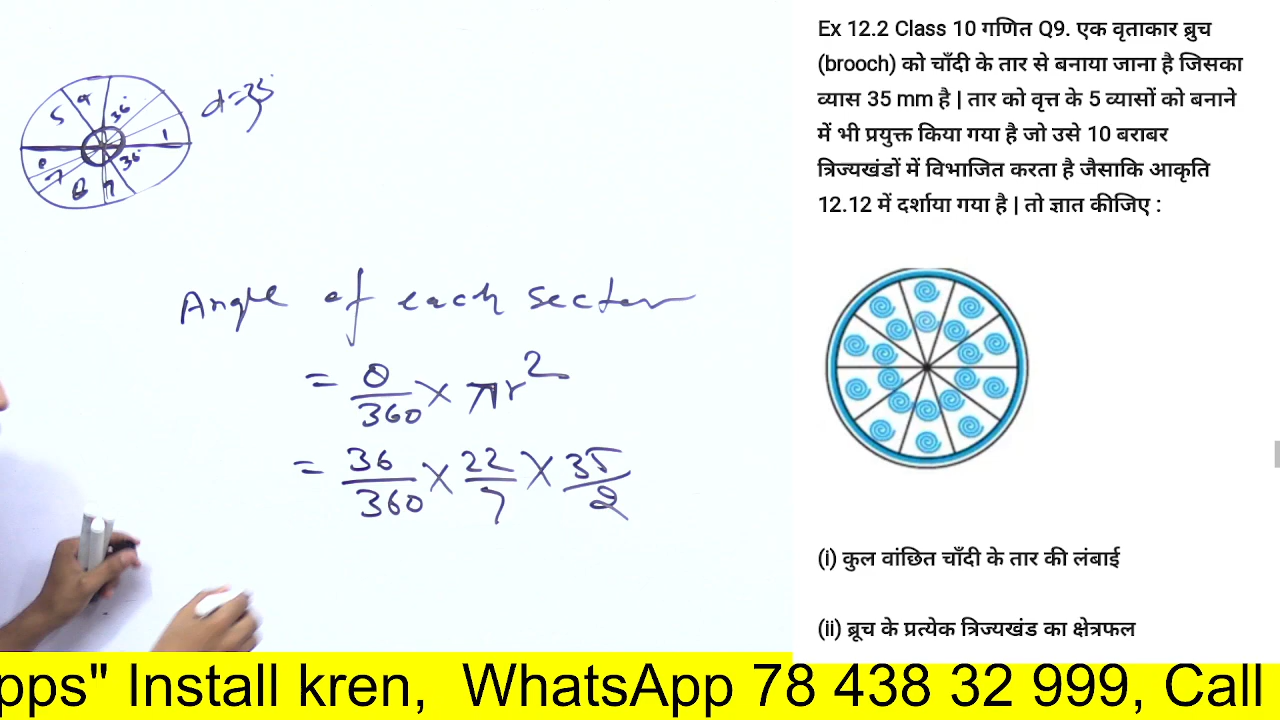 d=35
36°
36°
Angle of each sector
= θ/360 × πr²
= 36/360 × 22/7 × 35/2
Ex 12.2 Class 10 गणित Q9. एक वृताकार ब्रुच
(brooch) को चाँदी के तार से बनाया जाना है जिसका
व्यास 35 mm है | तार को वृत्त के 5 व्यासों को बनाने
में भी प्रयुक्त किया गया है जो उसे 10 बराबर
त्रिज्यखंडों में विभाजित करता है जैसाकि आकृति
12.12 में दर्शाया गया है | तो ज्ञात कीजिए :
(i) कुल वांछित चाँदी के तार की लंबाई
(ii) ब्रूच के प्रत्येक त्रिज्यखंड का क्षेत्रफल
pps" Install kren, WhatsApp 78 438 32 999, Call